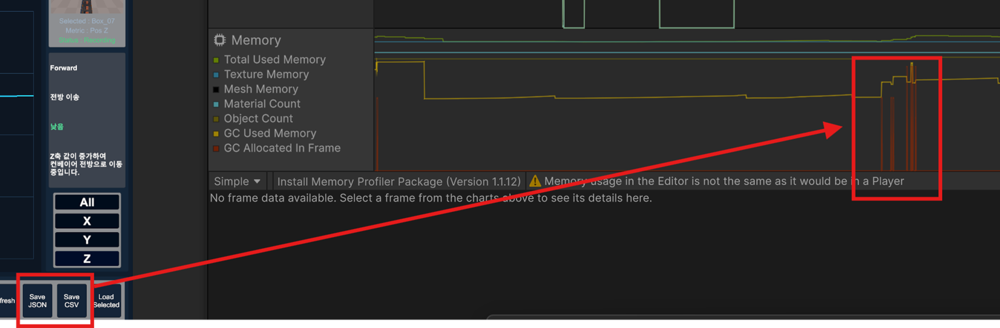 Selected : Box_07
Metric : Pos Z
Status : Recording
Forward
전방 이송
낮음
Z축 값이 증가하여
컨베이어 전방으로 이동
중입니다.
All
X
Y
Z
fresh
Save
JSON
Save
CSV
Load
Selected
Memory
Total Used Memory
Texture Memory
Mesh Memory
Material Count
Object Count
GC Used Memory
GC Allocated In Frame
Simple
Install Memory Profiler Package (Version 1.1.12)
Memory usage in the Editor is not the same as it would be in a Player
No frame data available. Select a frame from the charts above to see its details here.